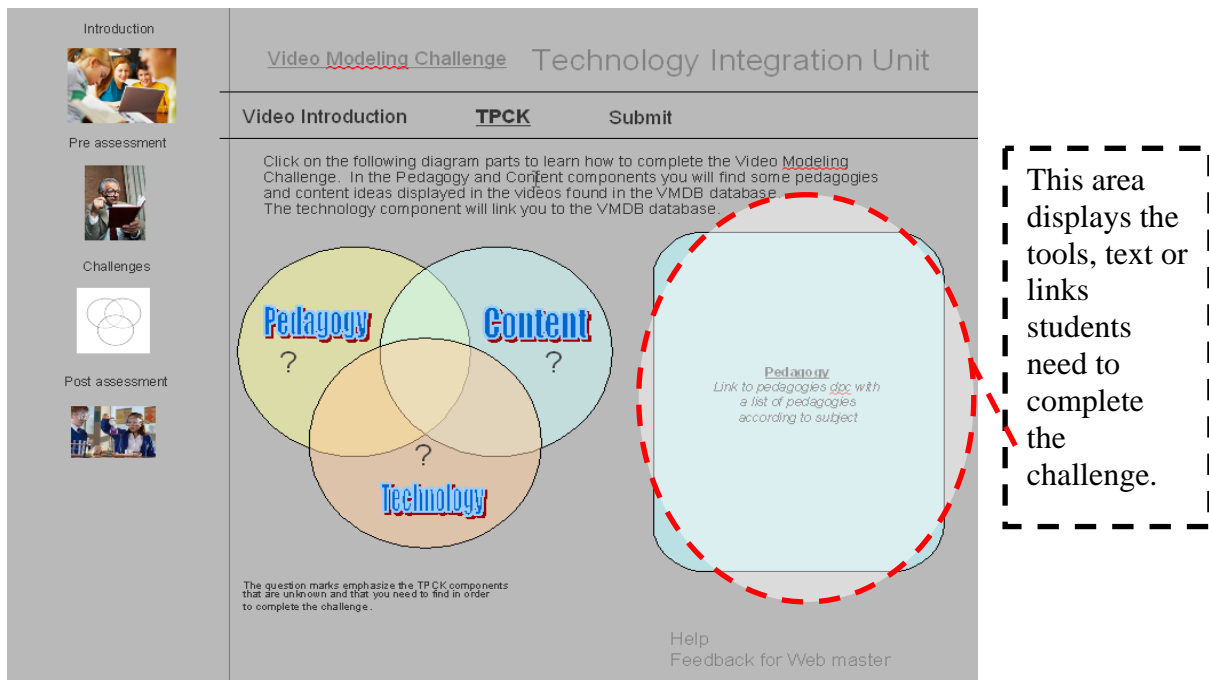 Introduction
Pre assessment
Challenges
Post assessment
Video Modeling Challenge
Technology Integration Unit
Video Introduction
TPCK
Submit
Click on the following diagram parts to learn how to complete the Video Modeling
Challenge. In the Pedagogy and Content components you will find some pedagogies
and content ideas displayed in the videos found in the VMDB database.
The technology component will link you to the VMDB database.
Pedagogy
?
Content
?
?
Technology
The question marks emphasize the TPCK components
that are unknown and that you need to find in order
to complete the challenge.
Pedagogy
Link to pedagogies dpc with
a list of pedagogies
according to subject
Help
Feedback for Web master
This area
displays the
tools, text or
links
students
need to
complete
the
challenge.